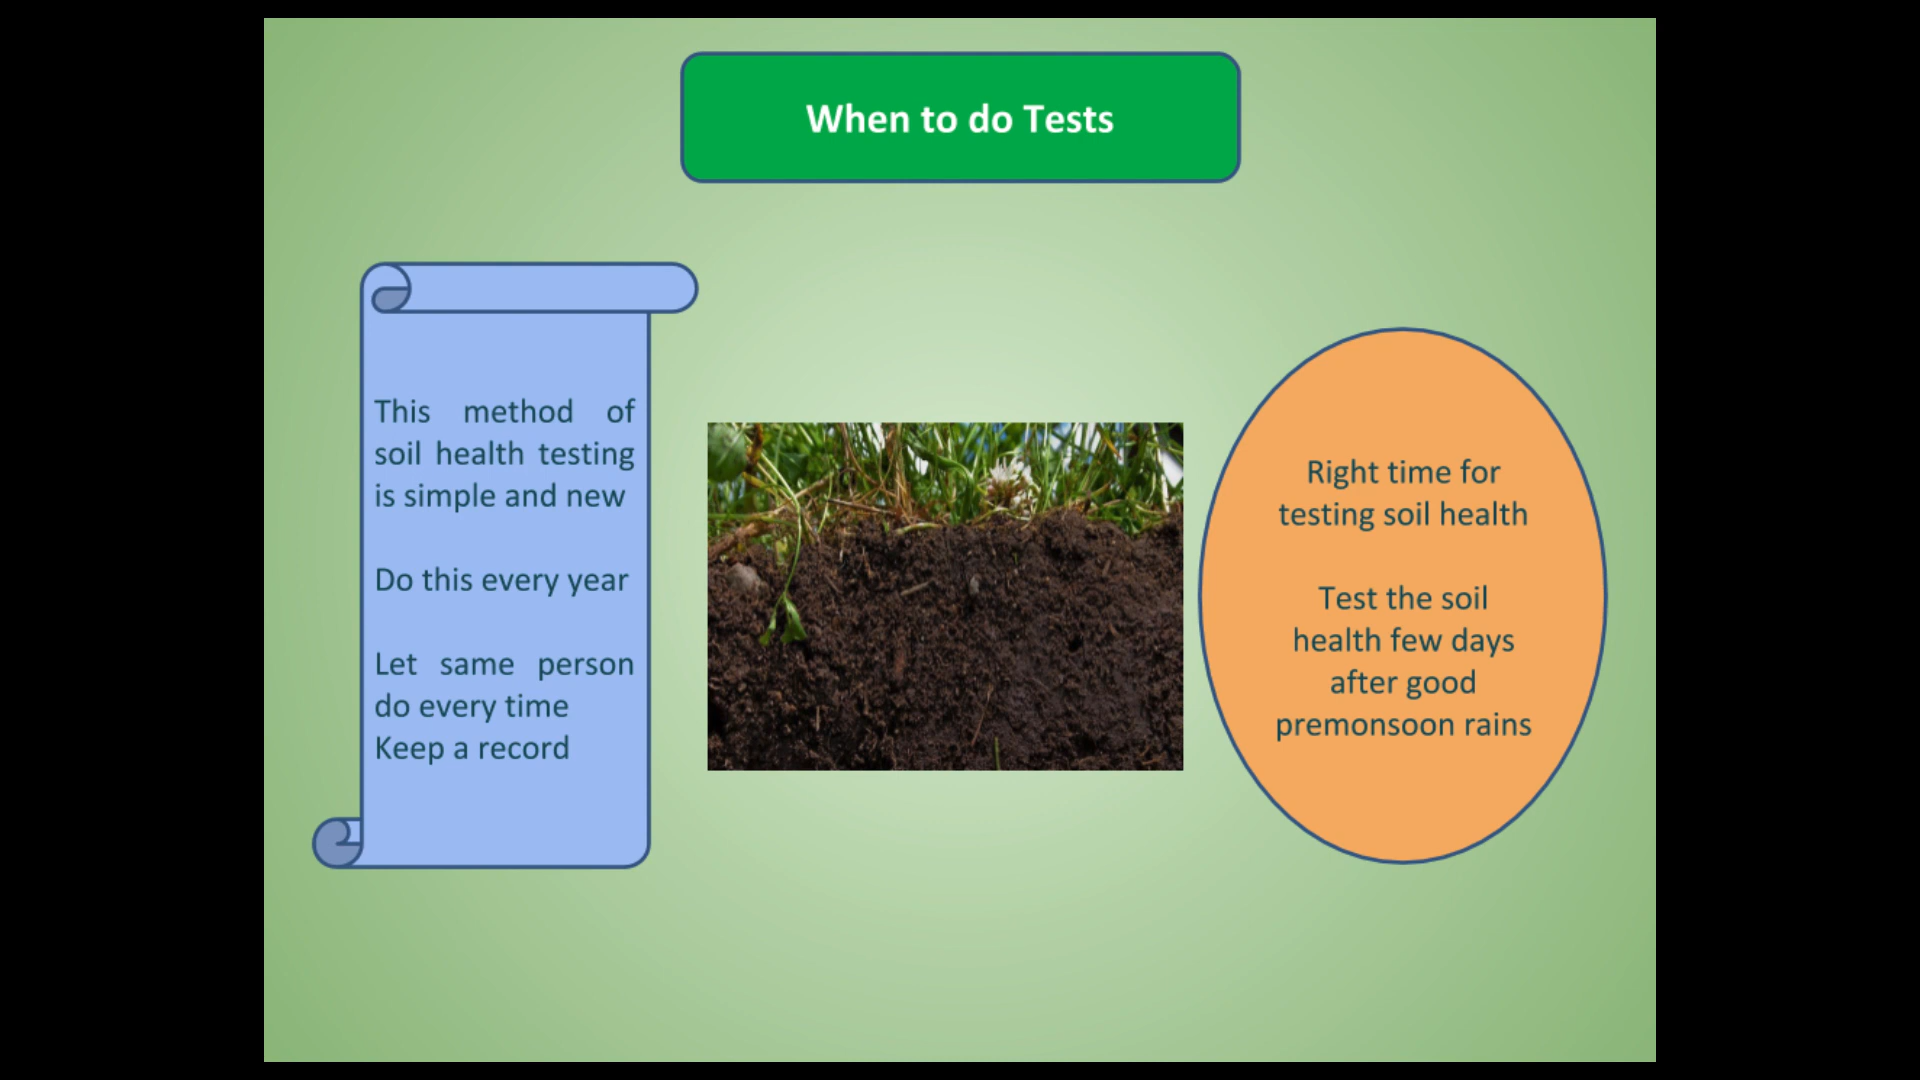 When to do Tests
This method of
soil health testing
is simple and new
Do this every year
Let same person
do every time
Keep a record
Right time for
testing soil health
Test the soil
health few days
after good
premonsoon rains